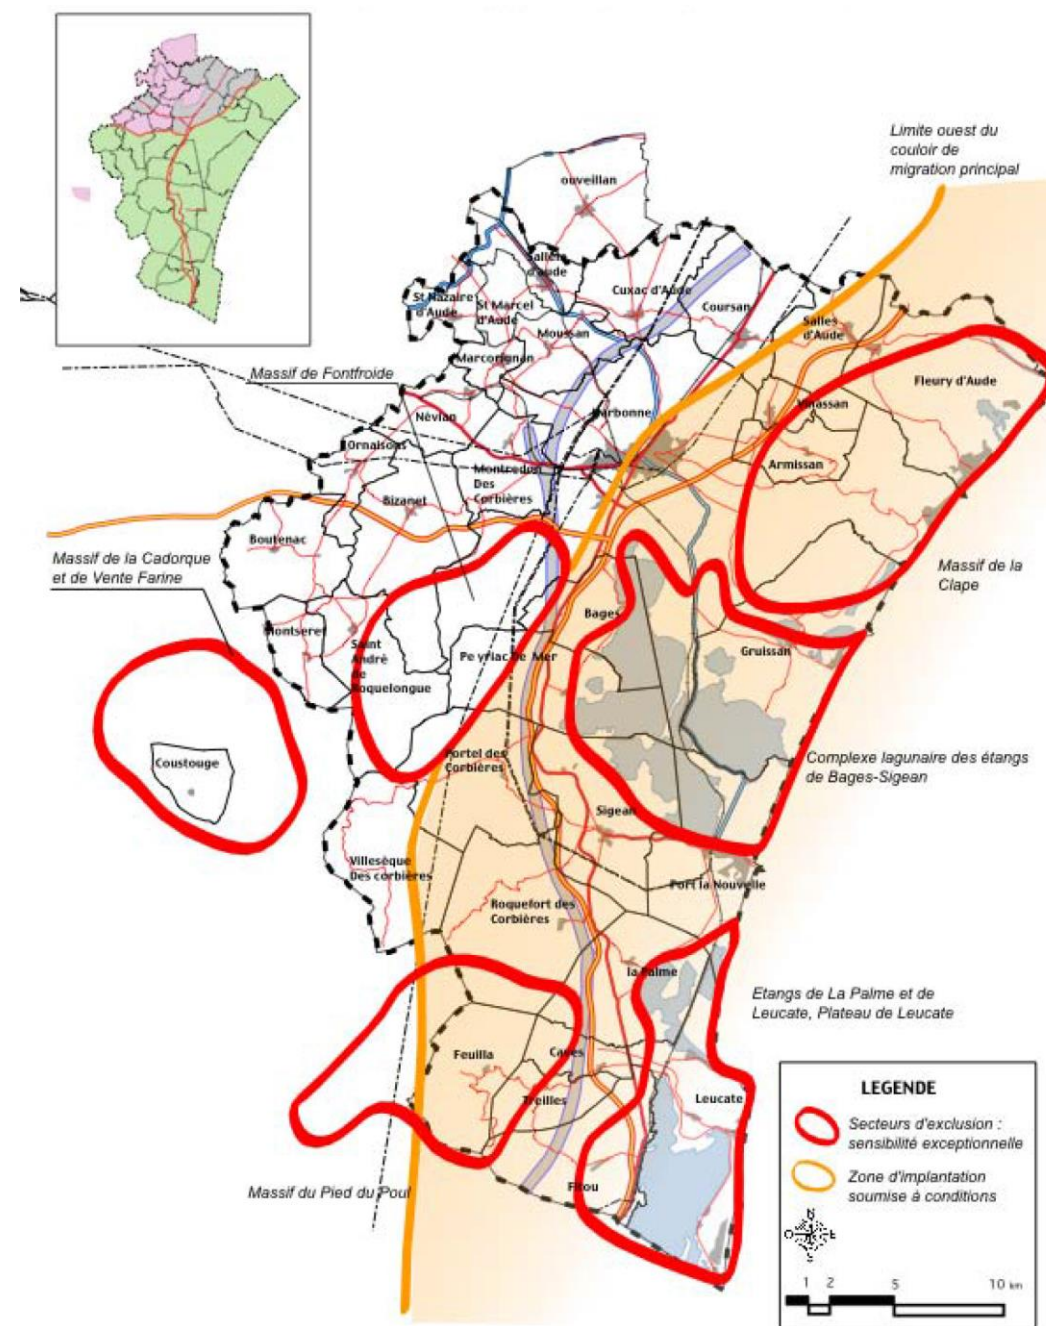 Limite ouest du
couloir de
migration principal
ouveillan
Sallèles
d'aude
Cuxac d'Aude
Coursan
St Nazaire
d'Aude
St Marcel
d'Aude
Moussan
Salles
d'Aude
Marcorignan
Massif de Fontfroide
Fleury d'Aude
Vinassan
Névian
Narbonne
Ornaisons
Armissan
Montredon
Des
Corbières
Bizanet
Boutenac
Massif de la Cadorque
et de Vente Farine
Massif de la
Clape
Bages
Montseret
Saint
André
de
Roquelongue
Peyriac De Mer
Gruissan
Portel des
Corbières
Coustouge
Complexe lagunaire des étangs
de Bages-Sigean
Sigean
Villesèque
Des corbières
Port la Nouvelle
Roquefort des
Corbières
la Palme
Etangs de La Palme et de
Leucate, Plateau de Leucate
Feuilla
Caves
Treilles
Leucate
Fitou
Massif du Pied du Poul
LEGENDE
Secteurs d'exclusion :
sensibilité exceptionnelle
Zone d'implantation
soumise à conditions
N
O E
S
1 2 5 10 km